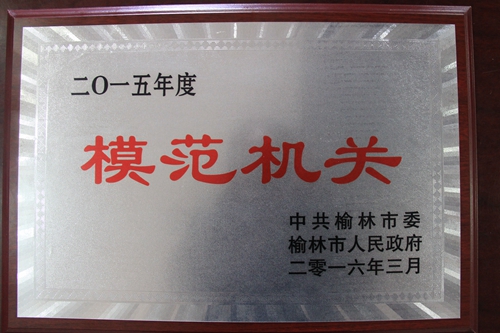 二〇一五年度
模范机关
中共榆林市委
榆林市人民政府
二零一六年三月